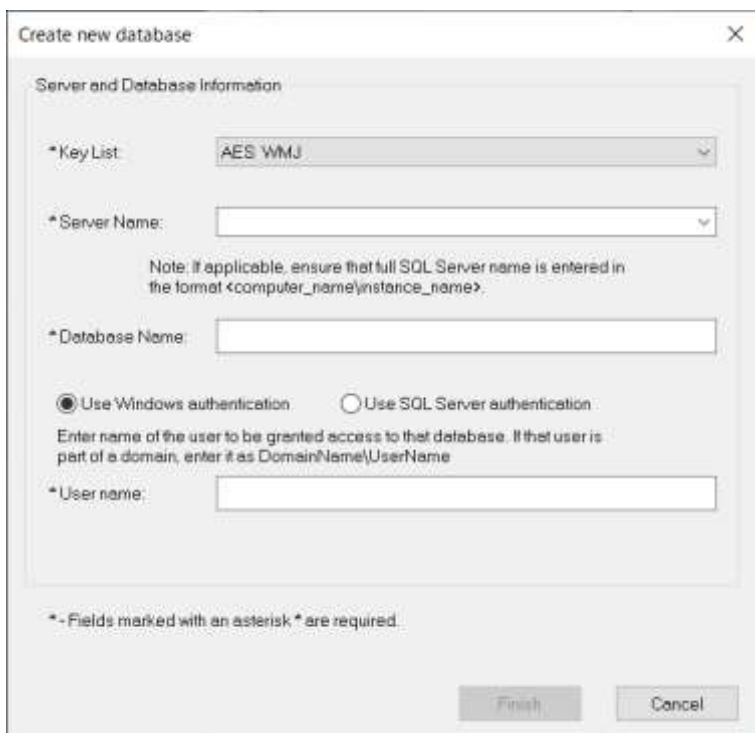 Create new database
Server and Database Information
* Key List: AES WMJ
* Server Name:
Note: If applicable, ensure that full SQL Server name is entered in
the format <computer_name\instance_name>.
* Database Name:
Use Windows authentication Use SQL Server authentication
Enter name of the user to be granted access to that database. If that user is
part of a domain, enter it as DomainName\UserName
* User name:
* - Fields marked with an asterisk * are required.
Finish Cancel